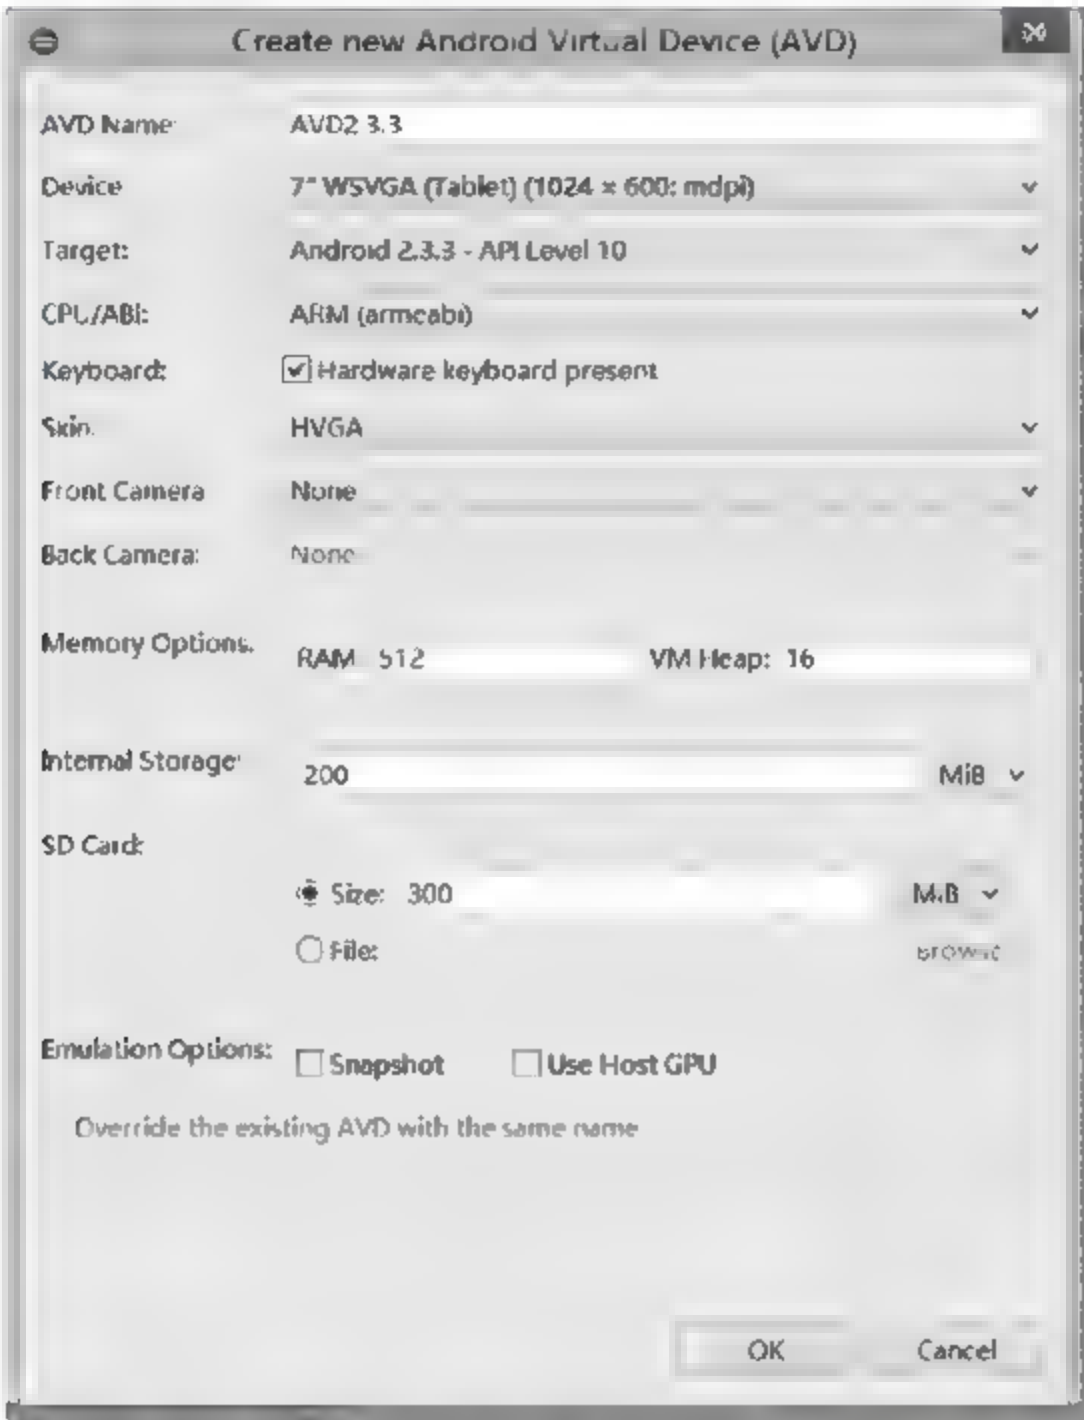 Create new Android Virtual Device (AVD)
AVD Name: AVD2 3.3
Device 7" WSVGA (Tablet) (1024 × 600: mdpi)
Target: Android 2.3.3 - API Level 10
CPU/ABI: ARM (armeabi)
Keyboard: Hardware keyboard present
Skin. HVGA
Front Camera None
Back Camera: None
Memory Options. RAM 512 VM Heap: 16
Internal Storage: 200 MiB
SD Card:
Size: 300 MiB
File: Browse
Emulation Options: Snapshot Use Host GPU
Override the existing AVD with the same name
OK Cancel